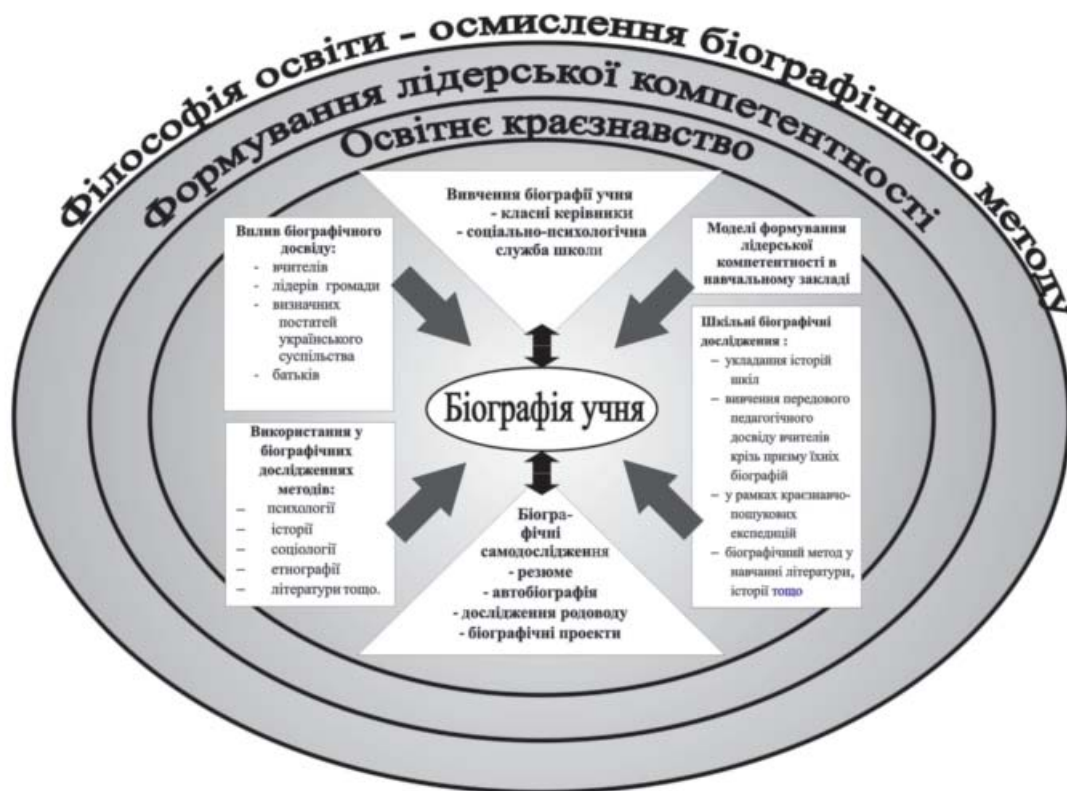 Філософія освіти - осмислення біографічного методу
Формування лідерської компетентності
Освітнє краєзнавство
Вивчення біографії учня
- класні керівники
- соціально-психологічна
служба школи
Вплив біографічного
досвіду:
- вчителів
- лідерів громади
- визначних
постатей
українського
суспільства
- батьків
Моделі формування
лідерської
компетентності в
навчальному закладі
Шкільні біографічні
дослідження :
– укладання історій
шкіл
– вивчення передового
педагогічного
досвіду вчителів
крізь призму їхніх
біографій
– у рамках краєзнавчо-
пошукових
експедицій
– біографічний метод у
навчанні літератури,
історії тощо
Біографія учня
Використання у
біографічних
дослідженнях
методів:
– психології
– історії
– соціології
– етнографії
– літератури тощо.
Біогра-
фічні
самодослідження
- резюме
- автобіографія
- дослідження родоводу
- біографічні проекти